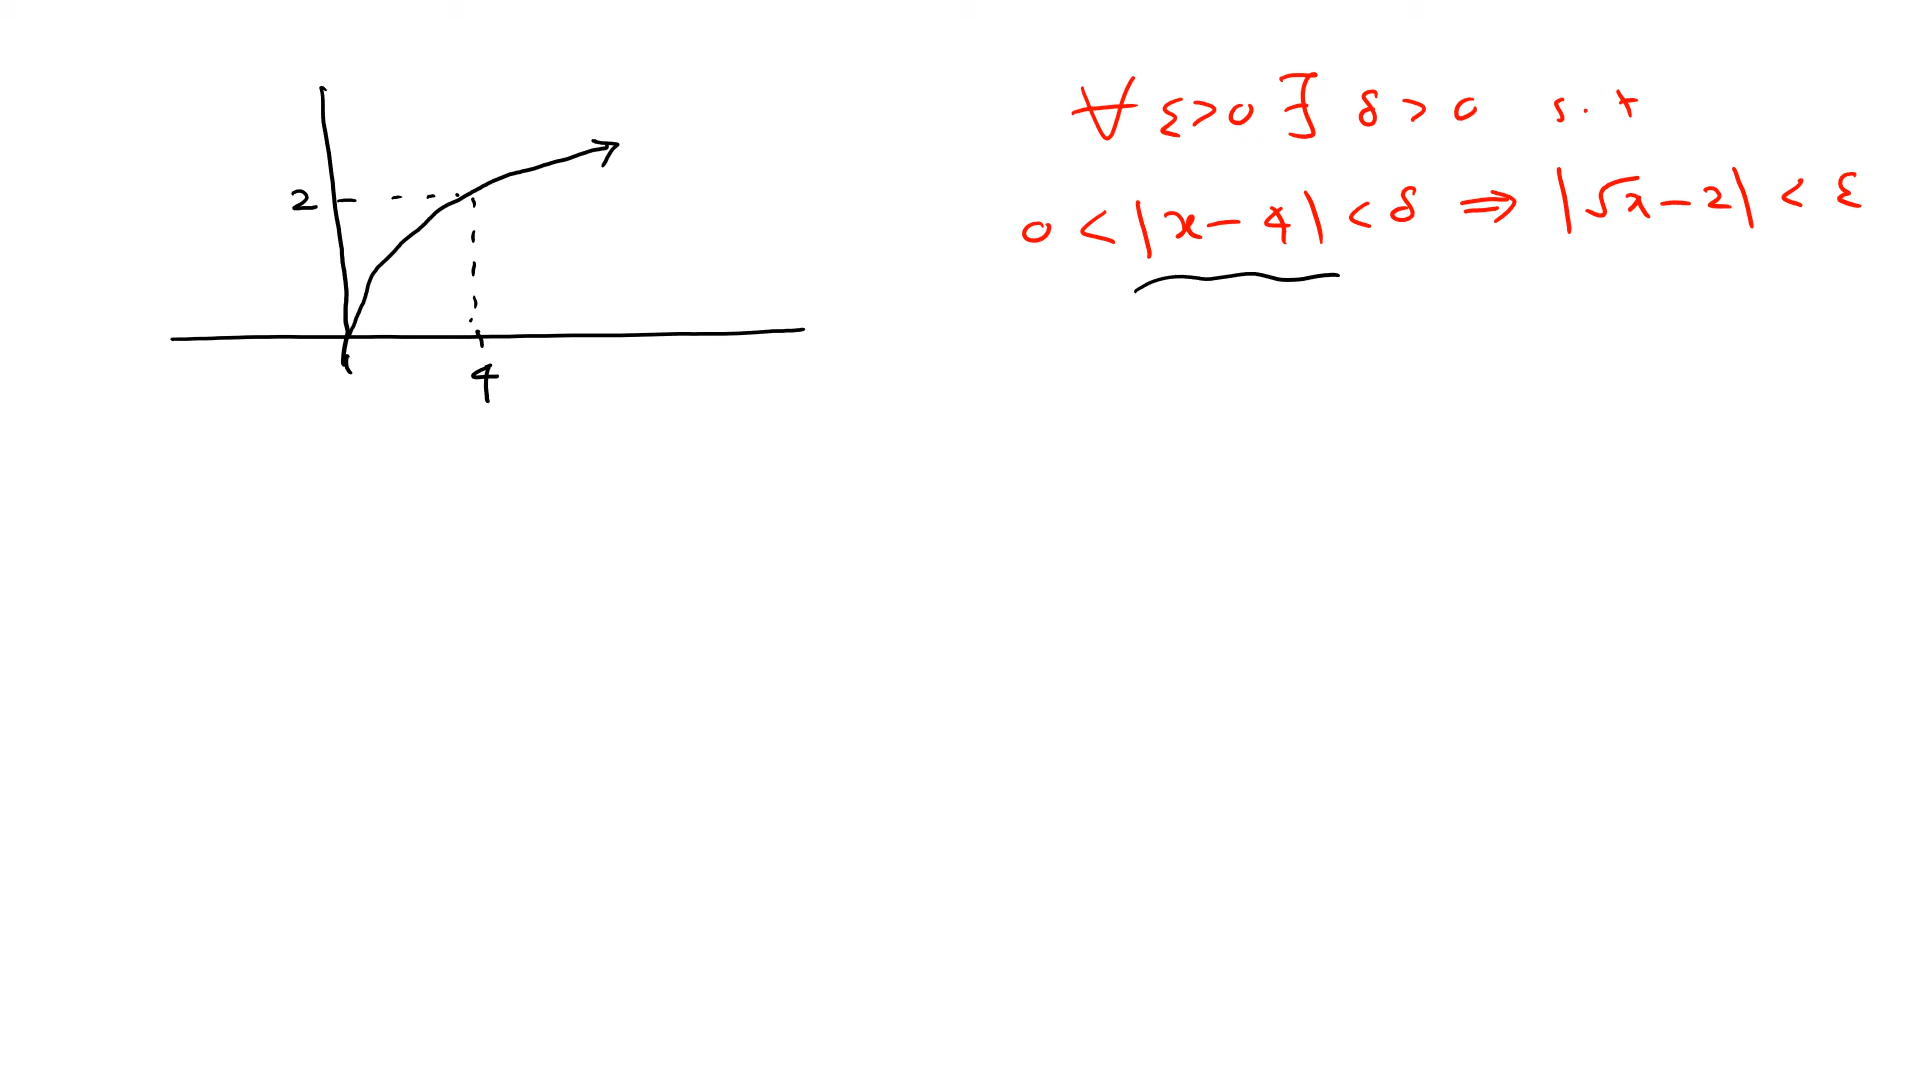 ∀ ε>0 ∃ δ>0 s.t
0 < |x-4| < δ ⇒ |√x-2| < ε
2
4